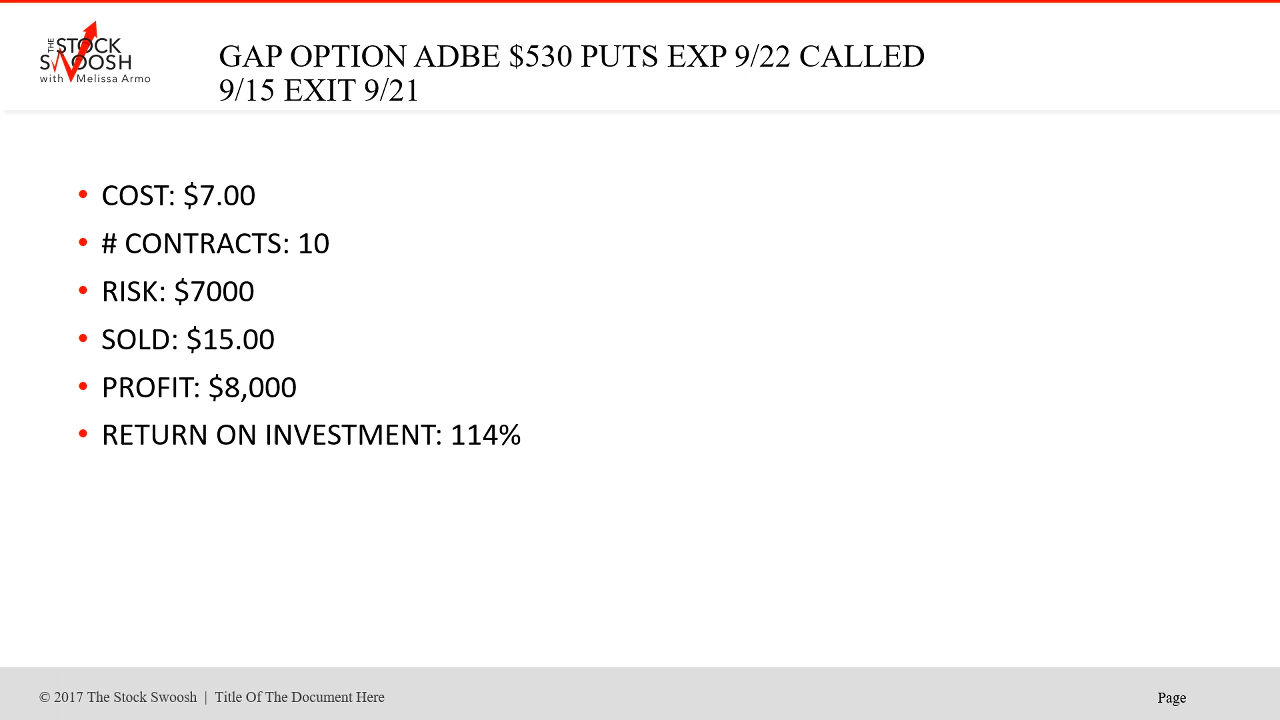 THE
STOCK
SWOOSH
with Melissa Armo
GAP OPTION ADBE $530 PUTS EXP 9/22 CALLED
9/15 EXIT 9/21
• COST: $7.00
• # CONTRACTS: 10
• RISK: $7000
• SOLD: $15.00
• PROFIT: $8,000
• RETURN ON INVESTMENT: 114%
© 2017 The Stock Swoosh | Title Of The Document Here
Page